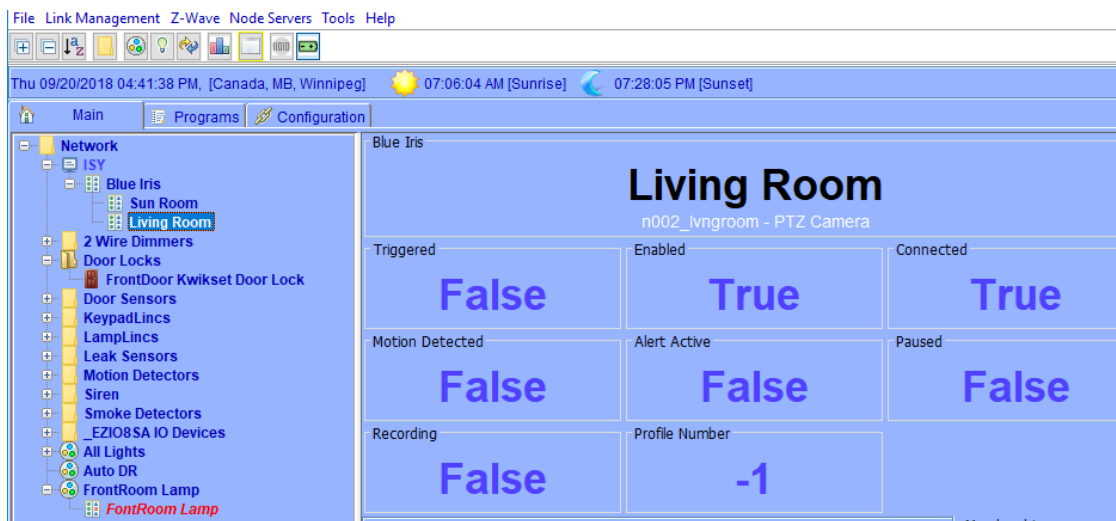 File Link Management Z-Wave Node Servers Tools Help
Thu 09/20/2018 04:41:38 PM, [Canada, MB, Winnipeg] 07:06:04 AM [Sunrise] 07:28:05 PM [Sunset]
Main Programs Configuration
Network
ISY
Blue Iris
Sun Room
Living Room
2 Wire Dimmers
Door Locks
FrontDoor Kwikset Door Lock
Door Sensors
KeypadLincs
LampLincs
Leak Sensors
Motion Detectors
Siren
Smoke Detectors
_EZIO8SA IO Devices
All Lights
Auto DR
FrontRoom Lamp
FontRoom Lamp
Blue Iris
Living Room
n002_lvngroom - PTZ Camera
Triggered Enabled Connected
False True True
Motion Detected Alert Active Paused
False False False
Recording Profile Number
False -1